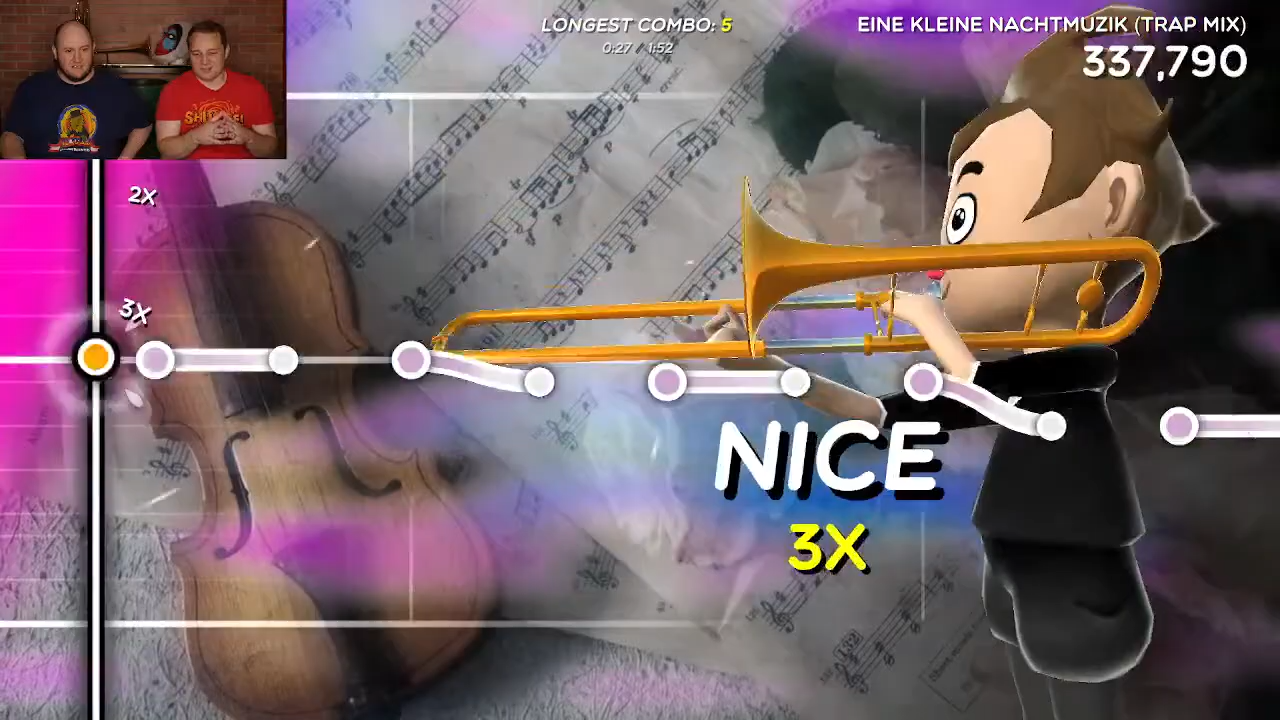 LONGEST COMBO: 5
0:27 / 1:52
EINE KLEINE NACHTMUZIK (TRAP MIX)
337,790
2X
3X
NICE
3X